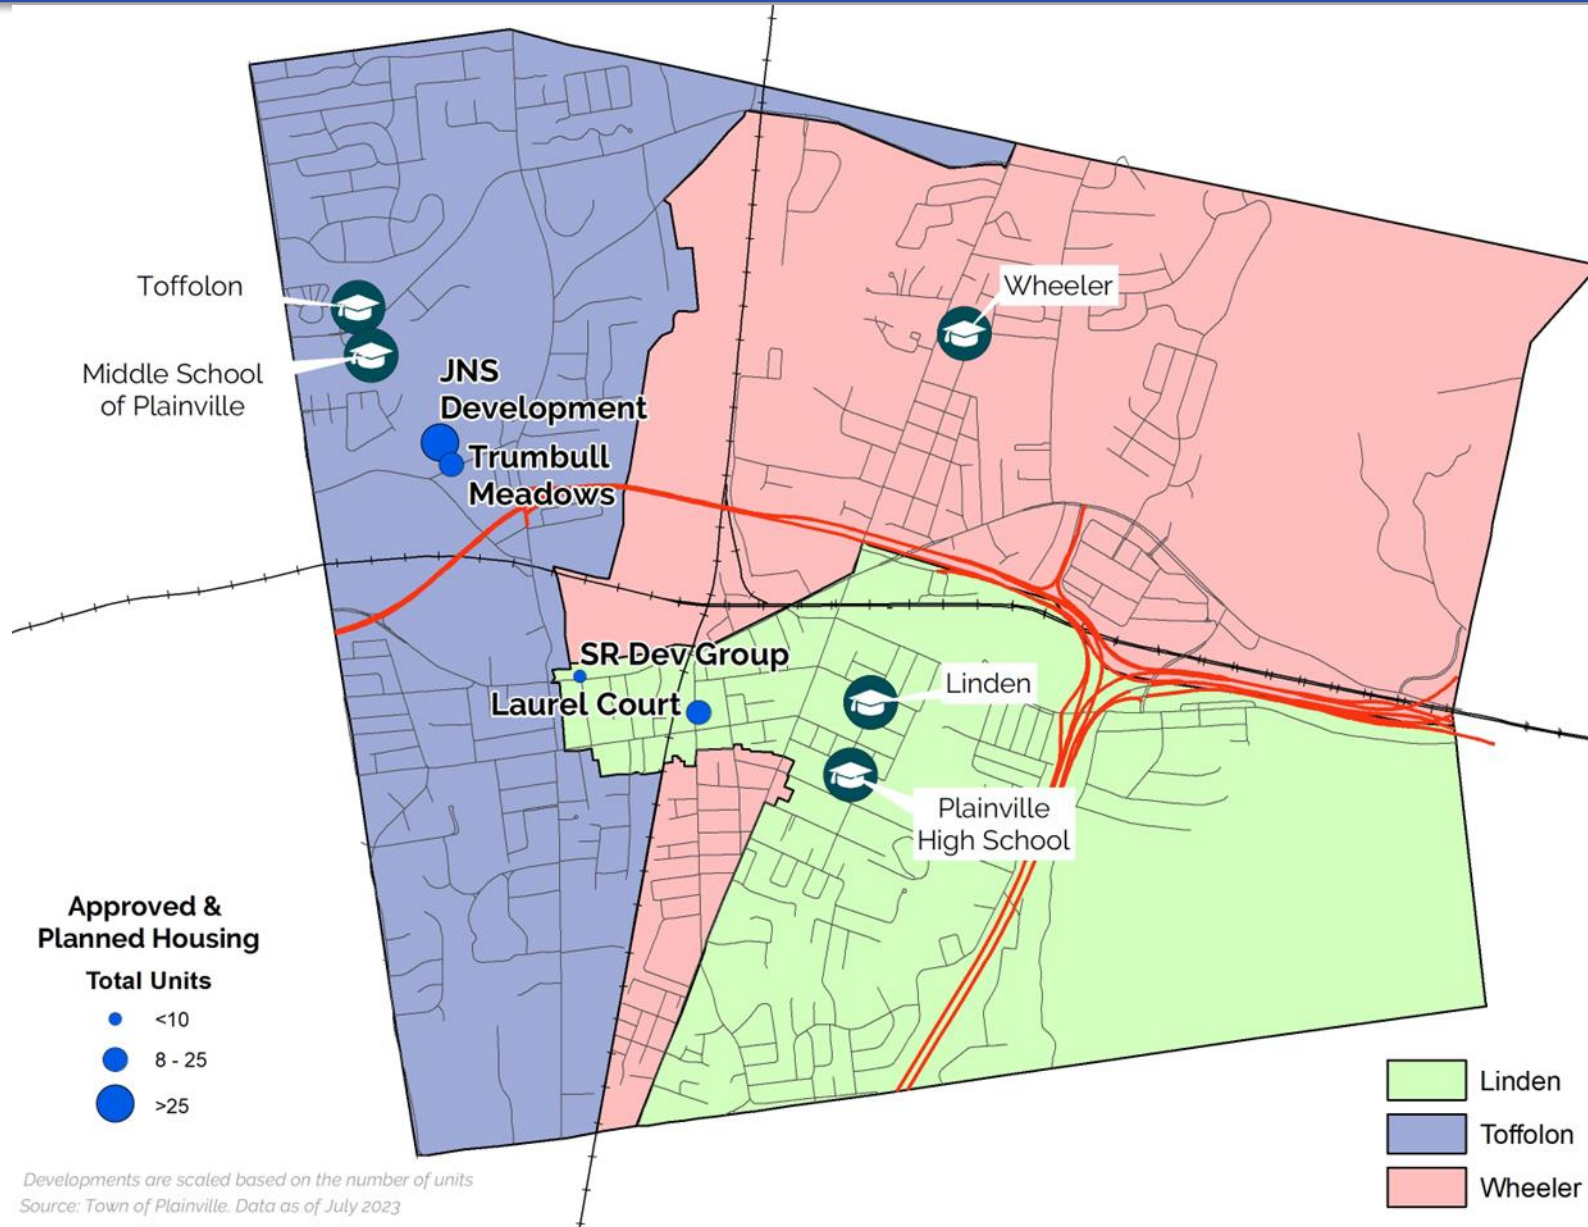 Toffolon
Wheeler
Middle School
of Plainville
JNS
Development
Trumbull
Meadows
SR Dev Group
Linden
Laurel Court
Plainville
High School
Approved &
Planned Housing
Total Units
<10
8 - 25
>25
Linden
Toffolon
Wheeler
Developments are scaled based on the number of units
Source: Town of Plainville. Data as of July 2023